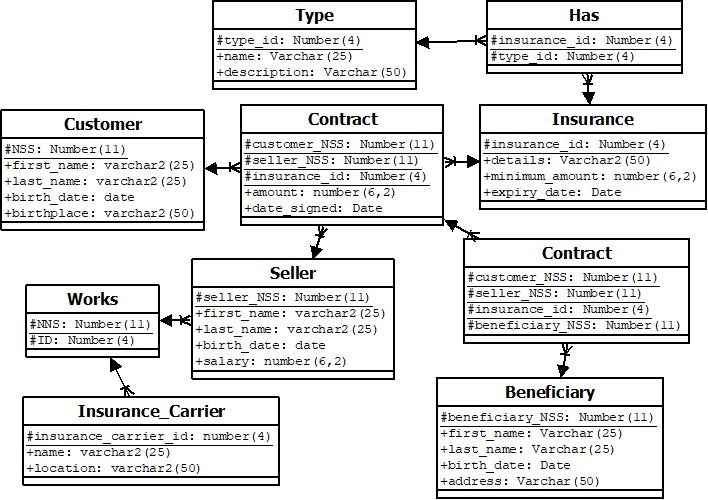 Type
#type_id: Number(4)
+name: Varchar(25)
+description: Varchar(50)
Has
#insurance_id: Number(4)
#type_id: Number(4)
Customer
#NSS: Number(11)
+first_name: varchar2(25)
+last_name: varchar2(25)
+birth_date: date
+birthplace: varchar2(50)
Contract
#customer_NSS: Number(11)
#seller_NSS: Number(11)
#insurance_id: Number(4)
+amount: number(6,2)
+date_signed: Date
Insurance
#insurance_id: Number(4)
+details: Varchar2(50)
+minimum_amount: number(6,2)
+expiry_date: Date
Contract
#customer_NSS: Number(11)
#seller_NSS: Number(11)
#insurance_id: Number(4)
#beneficiary_NSS: Number(11)
Seller
#seller_NSS: Number(11)
+first_name: varchar2(25)
+last_name: varchar2(25)
+birth_date: date
+salary: number(6,2)
Works
#NNS: Number(11)
#ID: Number(4)
Insurance_Carrier
#insurance_carrier_id: number(4)
+name: varchar2(25)
+location: varchar2(50)
Beneficiary
#beneficiary_NSS: Number(11)
+first_name: Varchar(25)
+last_name: Varchar(25)
+birth_date: Date
+address: Varchar(50)